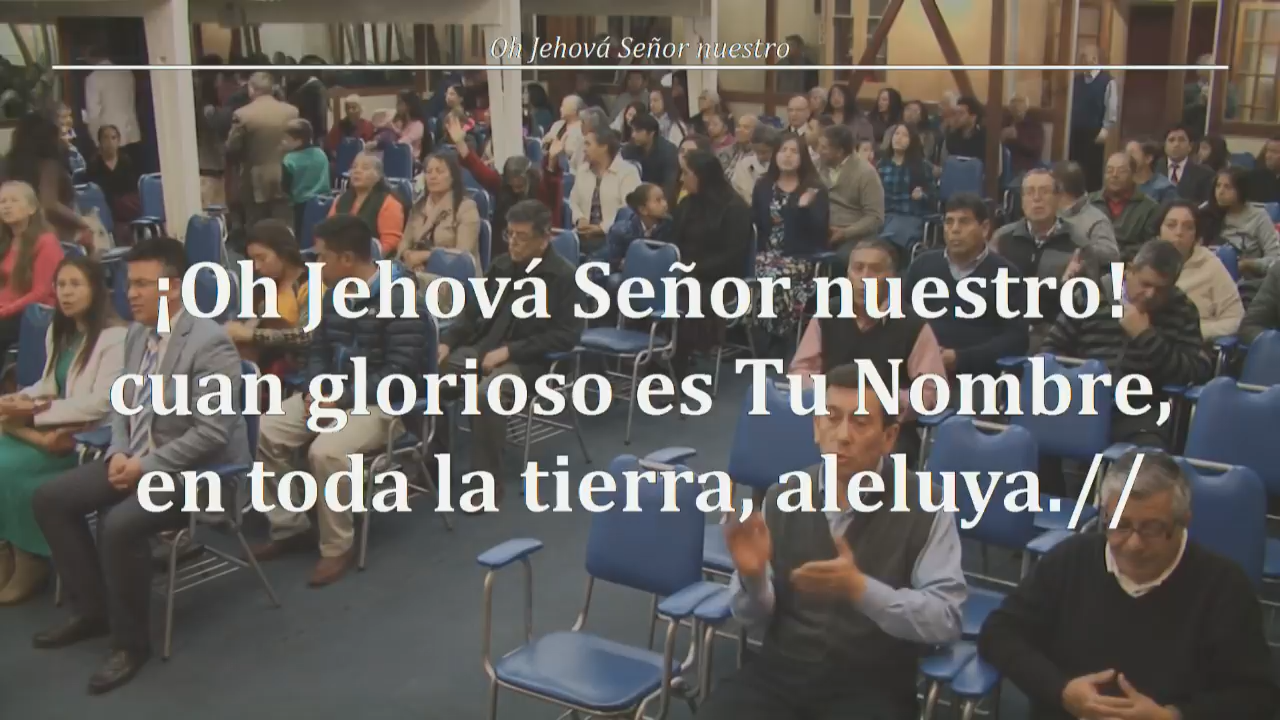 Oh Jehová Señor nuestro
¡Oh Jehová Señor nuestro!
cuan glorioso es Tu Nombre,
en toda la tierra, aleluya.//